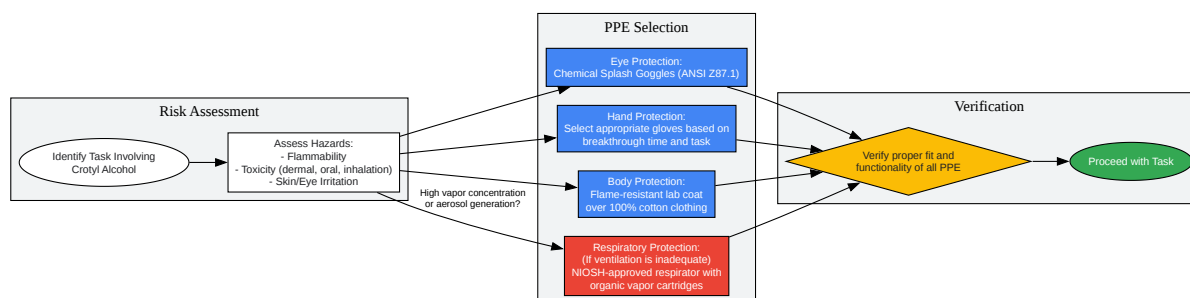 Risk Assessment
Identify Task Involving
Crotyl Alcohol
Assess Hazards:
- Flammability
- Toxicity (dermal, oral, inhalation)
- Skin/Eye Irritation
High vapor concentration
or aerosol generation?
PPE Selection
Eye Protection:
Chemical Splash Goggles (ANSI Z87.1)
Hand Protection:
Select appropriate gloves based on
breakthrough time and task
Body Protection:
Flame-resistant lab coat
over 100% cotton clothing
Respiratory Protection:
(If ventilation is inadequate)
NIOSH-approved respirator with
organic vapor cartridges
Verification
Verify proper fit and
functionality of all PPE
Proceed with Task